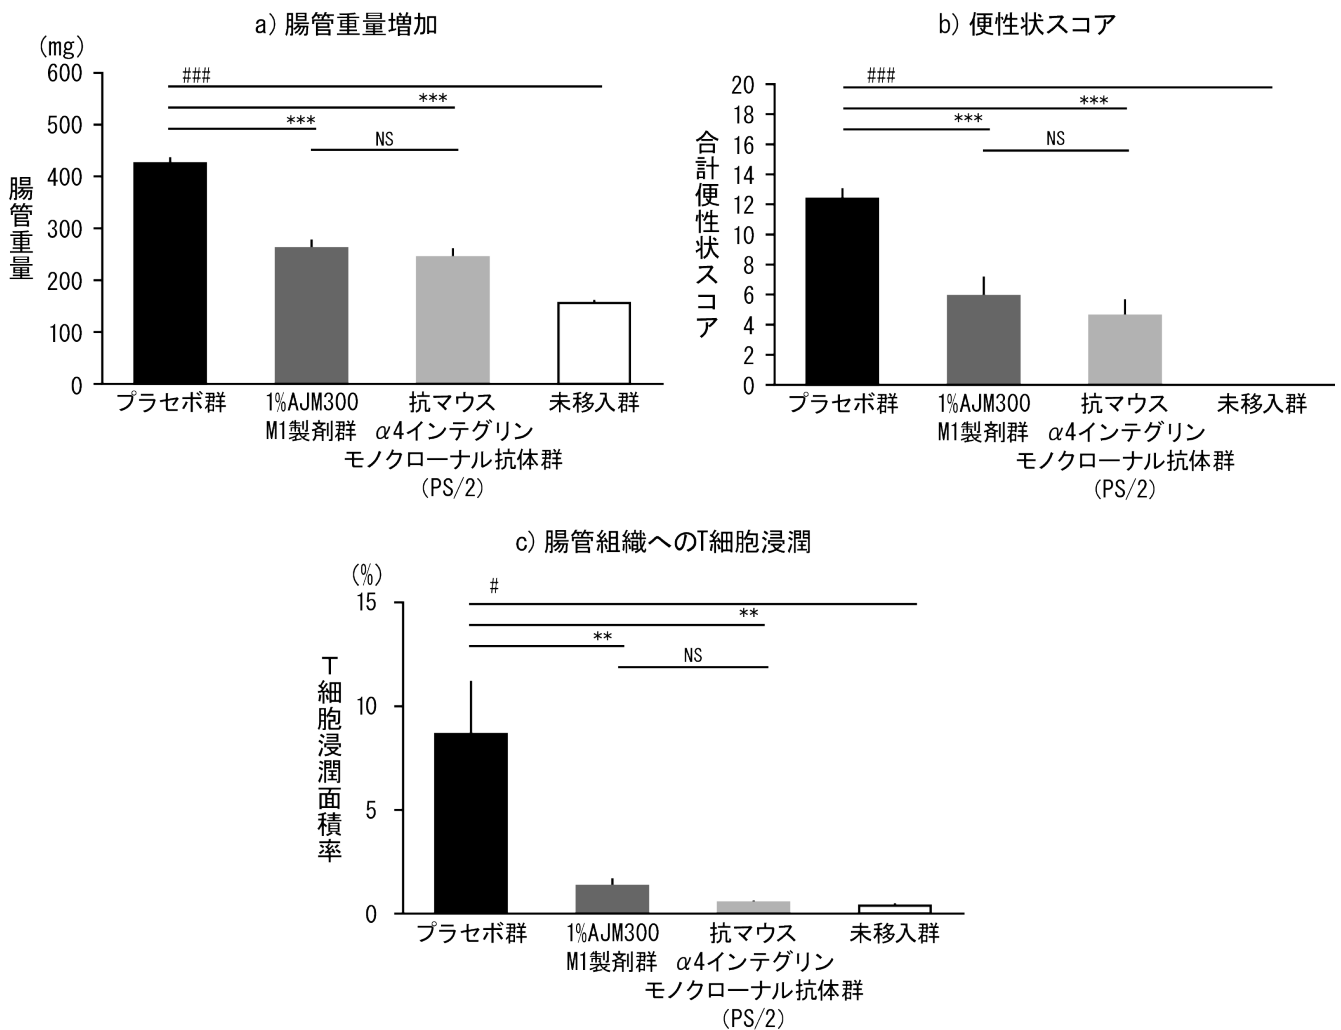 a) 腸管重量増加
(mg)
腸管重量
600
500
400
300
200
100
0
###
***
***
NS
プラセボ群
1%AJM300
M1製剤群
抗マウス
α4インテグリン
モノクローナル抗体群
(PS/2)
未移入群
b) 便性状スコア
合計便性状スコア
20
18
16
14
12
10
8
6
4
2
0
###
***
***
NS
プラセボ群
1%AJM300
M1製剤群
抗マウス
α4インテグリン
モノクローナル抗体群
(PS/2)
未移入群
c) 腸管組織へのT細胞浸潤
(%)
T細胞浸潤面積率
15
10
5
0
#
**
**
NS
プラセボ群
1%AJM300
M1製剤群
抗マウス
α4インテグリン
モノクローナル抗体群
(PS/2)
未移入群